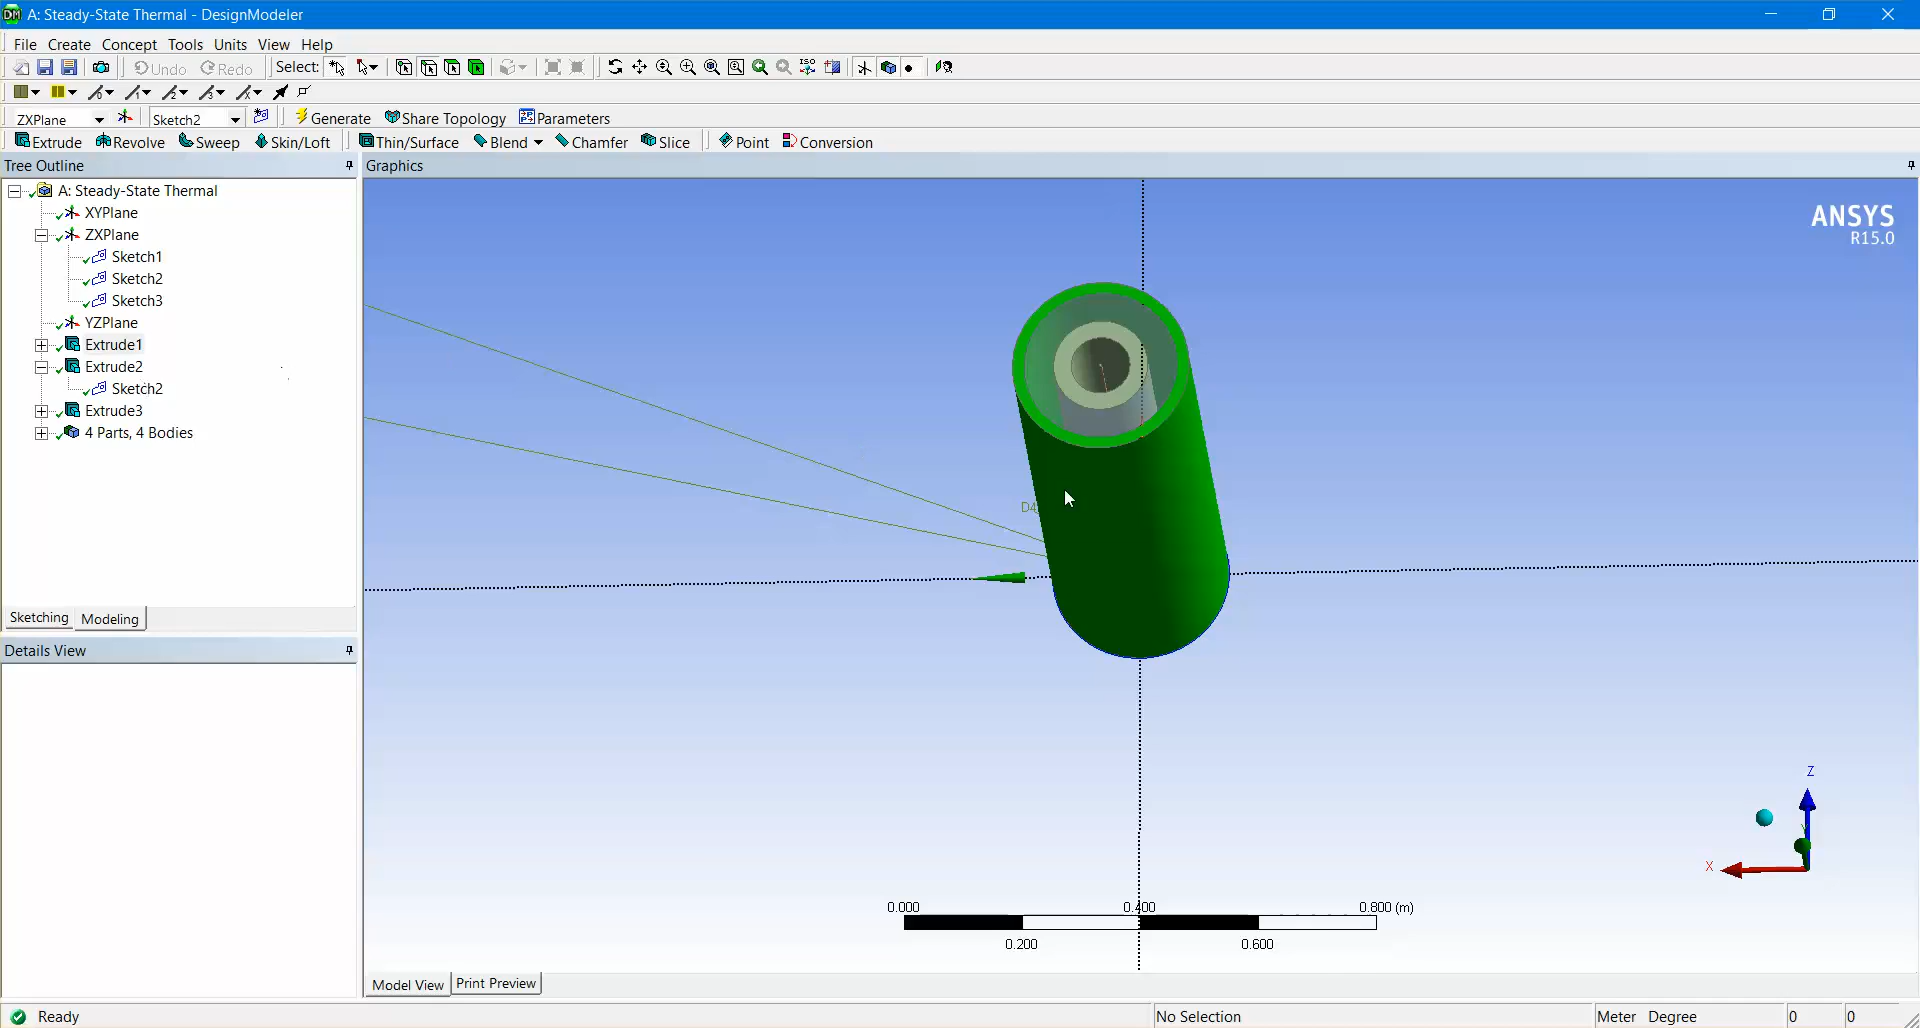 A: Steady-State Thermal - DesignModeler
File Create Concept Tools Units View Help
Undo Redo Select: ISO
ZXPlane Sketch2 Generate Share Topology Parameters
Extrude Revolve Sweep Skin/Loft Thin/Surface Blend Chamfer Slice Point Conversion
Tree Outline
A: Steady-State Thermal
XYPlane
ZXPlane
Sketch1
Sketch2
Sketch3
YZPlane
Extrude1
Extrude2
Sketch2
Extrude3
4 Parts, 4 Bodies
Sketching Modeling
Details View
Graphics
ANSYS
R15.0
D4
Z
Y
X
0.000 0.400 0.800 (m)
0.200 0.600
Model View Print Preview
Ready No Selection Meter Degree 0 0